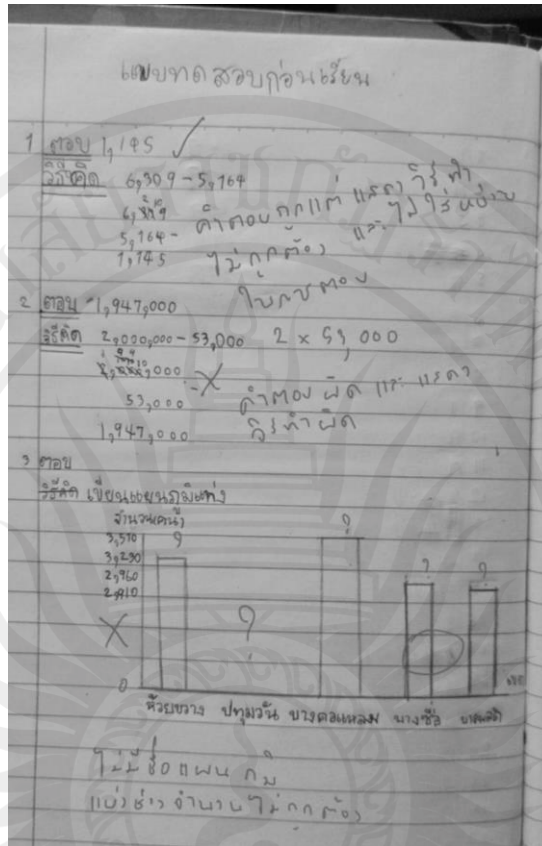 แบบทดสอบก่อนเรียน
1 ตอบ 1,145 ✓
วิธีคิด 6,309 - 5,164
6,309
5,164 -
1,145
คำตอบถูกแต่ แสดงวิธีทำ
ไม่ถูกต้อง และ ไม่ใส่หน่วย
ในคำตอบ
2 ตอบ 1,947,000
วิธีคิด 2,000,000 - 53,000 2 × 53,000
53,000
1,947,000
คำตอบ ผิด และ แสดง
วิธีทำผิด
3 ตอบ
วิธีคิด เขียนแผนภูมิแท่ง
3,570
3,230
2,960
2,910
0
ห้วยขวาง ปทุมวัน บางคอแหลม บางซื่อ บางพลัด
ไม่มีชื่อแผนภูมิ
แบ่งช่วงจำนวนไม่ถูกต้อง